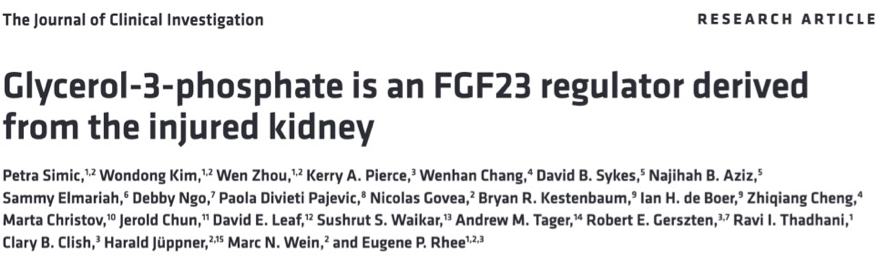 The Journal of Clinical Investigation
RESEARCH ARTICLE
Glycerol-3-phosphate is an FGF23 regulator derived
from the injured kidney
Petra Simic,1,2 Wondong Kim,1,2 Wen Zhou,1,2 Kerry A. Pierce,3 Wenhan Chang,4 David B. Sykes,5 Najihah B. Aziz,5
Sammy Elmariah,6 Debby Ngo,7 Paola Divieti Pajevic,8 Nicolas Govea,2 Bryan R. Kestenbaum,9 Ian H. de Boer,9 Zhiqiang Cheng,4
Marta Christov,10 Jerold Chun,11 David E. Leaf,12 Sushrut S. Waikar,13 Andrew M. Tager,14 Robert E. Gerszten,3,7 Ravi I. Thadhani,1
Clary B. Clish,3 Harald Jüppner,2,15 Marc N. Wein,2 and Eugene P. Rhee1,2,3